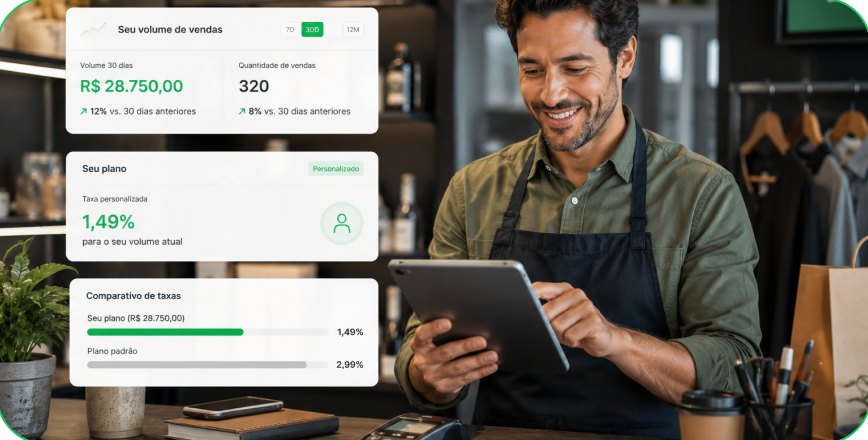 Seu volume de vendas
7D 30D 12M
Volume 30 dias
R$ 28.750,00
12% vs. 30 dias anteriores
Quantidade de vendas
320
8% vs. 30 dias anteriores
Seu plano
Personalizado
Taxa personalizada
1,49%
para o seu volume atual
Comparativo de taxas
Seu plano (R$ 28.750,00)
1,49%
Plano padrão
2,99%